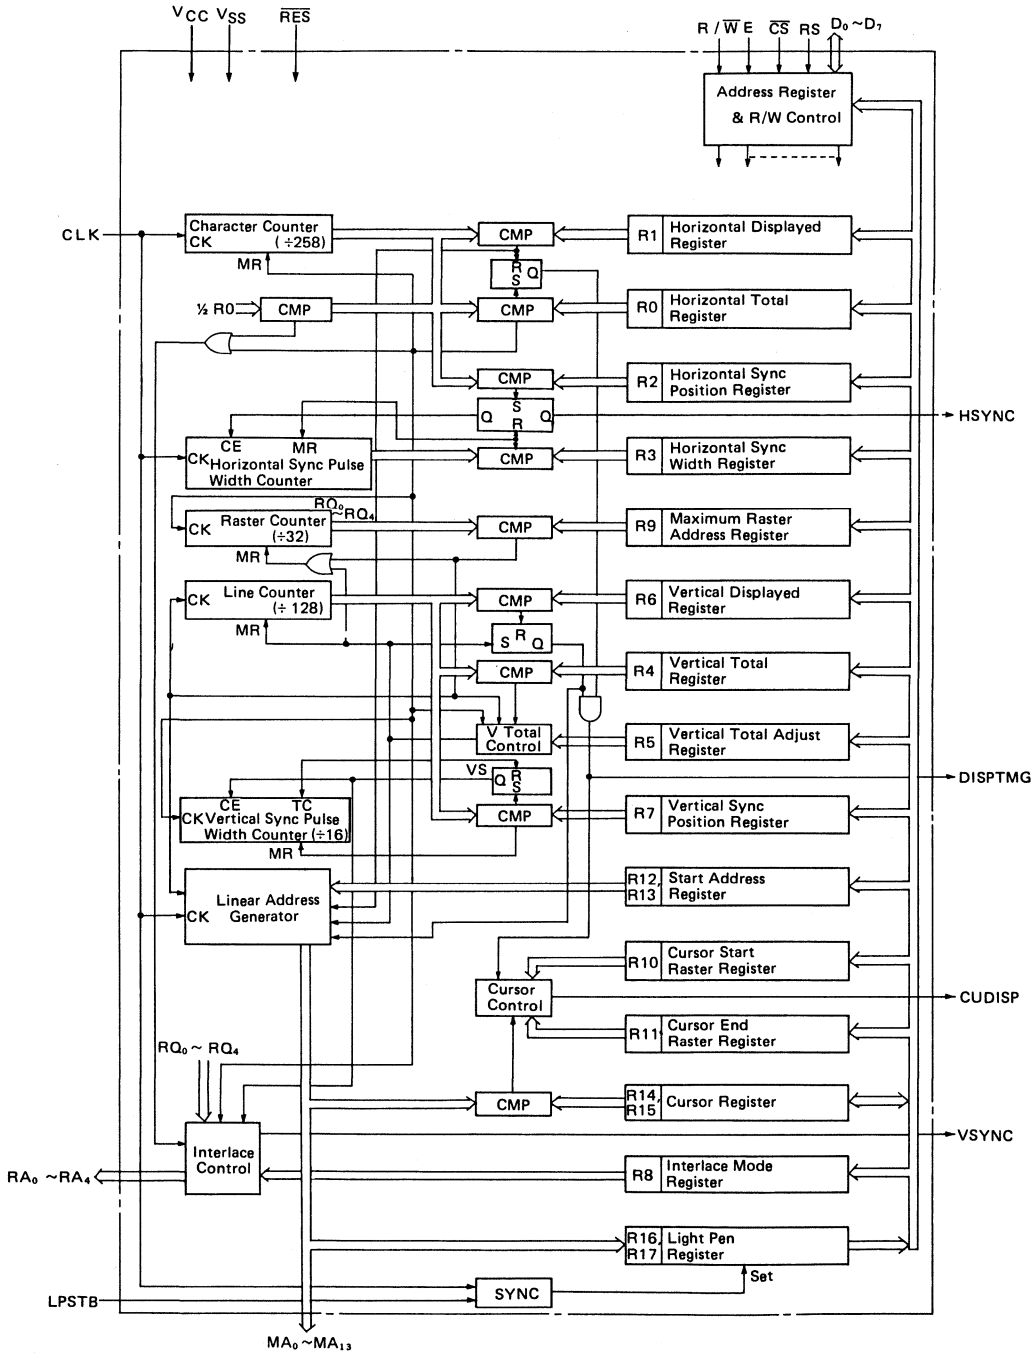 VCC VSS RES
R / W E CS RS D₀ ~ D₇
Address Register
& R/W Control
CLK
Character Counter
CK (÷258)
MR
CMP
R1 Horizontal Displayed
Register
R
S Q
½ R0
CMP
CMP
R0 Horizontal Total
Register
CMP
R2 Horizontal Sync
Position Register
Q S Q
R
HSYNC
CE MR
CK Horizontal Sync Pulse
Width Counter
CMP
R3 Horizontal Sync
Width Register
RQ₀
~RQ₄
CK Raster Counter
(÷32)
MR
CMP
R9 Maximum Raster
Address Register
CK Line Counter
(÷ 128)
MR
CMP
R6 Vertical Displayed
Register
S R Q
CMP
R4 Vertical Total
Register
V Total
Control
R5 Vertical Total Adjust
Register
VS
Q R
S
DISPTMG
CE TC
CK Vertical Sync Pulse
Width Counter (÷16)
MR
CMP
R7 Vertical Sync
Position Register
Linear Address
CK Generator
R12, Start Address
R13 Register
R10 Cursor Start
Raster Register
Cursor
Control
CUDISP
R11 Cursor End
Raster Register
RQ₀ ~ RQ₄
CMP
R14, Cursor Register
R15
Interlace
Control
VSYNC
RA₀ ~RA₄
R8 Interlace Mode
Register
R16, Light Pen
R17 Register
Set
LPSTB
SYNC
MA₀ ~MA₁₃